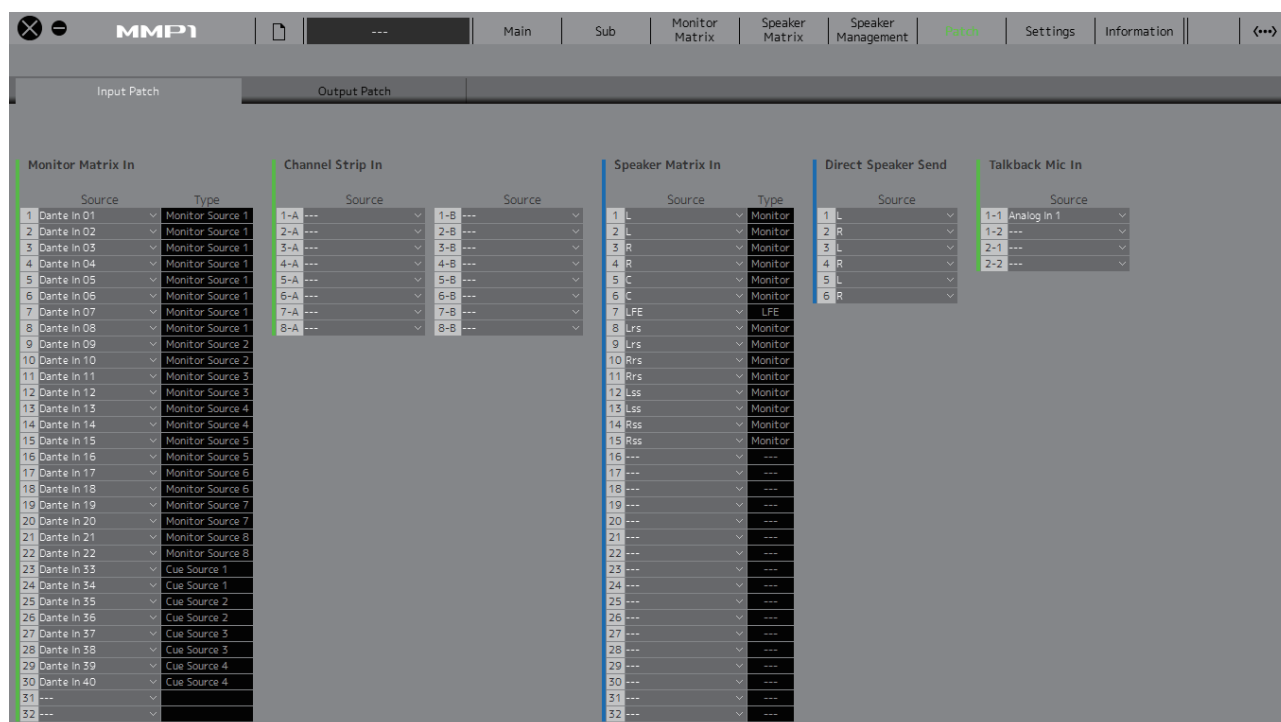 MMP1 --- Main Sub Monitor Matrix Speaker Matrix Speaker Management Patch Settings Information
Input Patch Output Patch
Monitor Matrix In Channel Strip In Speaker Matrix In Direct Speaker Send Talkback Mic In
Source Type Source Source Source Type Source Source
1 Dante In 01 Monitor Source 1 1-A --- 1-B --- 1 L Monitor 1 L 1-1 Analog In 1
2 Dante In 02 Monitor Source 1 2-A --- 2-B --- 2 L Monitor 2 R 1-2 ---
3 Dante In 03 Monitor Source 1 3-A --- 3-B --- 3 R Monitor 3 L 2-1 ---
4 Dante In 04 Monitor Source 1 4-A --- 4-B --- 4 R Monitor 4 R 2-2 ---
5 Dante In 05 Monitor Source 1 5-A --- 5-B --- 5 C Monitor 5 L
6 Dante In 06 Monitor Source 1 6-A --- 6-B --- 6 C Monitor 6 R
7 Dante In 07 Monitor Source 1 7-A --- 7-B --- 7 LFE LFE
8 Dante In 08 Monitor Source 1 8-A --- 8-B --- 8 Lrs Monitor
9 Dante In 09 Monitor Source 2 9 Lrs Monitor
10 Dante In 10 Monitor Source 2 10 Rrs Monitor
11 Dante In 11 Monitor Source 3 11 Rrs Monitor
12 Dante In 12 Monitor Source 3 12 Lss Monitor
13 Dante In 13 Monitor Source 4 13 Lss Monitor
14 Dante In 14 Monitor Source 4 14 Rss Monitor
15 Dante In 15 Monitor Source 5 15 Rss Monitor
16 Dante In 16 Monitor Source 5 16 --- ---
17 Dante In 17 Monitor Source 6 17 --- ---
18 Dante In 18 Monitor Source 6 18 --- ---
19 Dante In 19 Monitor Source 7 19 --- ---
20 Dante In 20 Monitor Source 7 20 --- ---
21 Dante In 21 Monitor Source 8 21 --- ---
22 Dante In 22 Monitor Source 8 22 --- ---
23 Dante In 33 Cue Source 1 23 --- ---
24 Dante In 34 Cue Source 1 24 --- ---
25 Dante In 35 Cue Source 2 25 --- ---
26 Dante In 36 Cue Source 2 26 --- ---
27 Dante In 37 Cue Source 3 27 --- ---
28 Dante In 38 Cue Source 3 28 --- ---
29 Dante In 39 Cue Source 4 29 --- ---
30 Dante In 40 Cue Source 4 30 --- ---
31 --- 31 --- ---
32 --- 32 --- ---